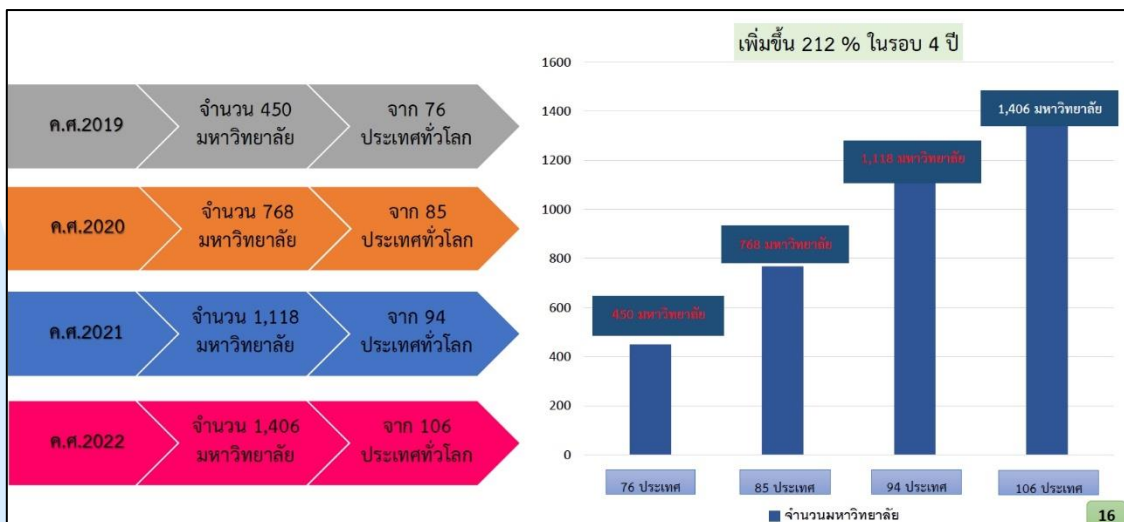 ค.ศ.2019
จำนวน 450
มหาวิทยาลัย
จาก 76
ประเทศทั่วโลก
ค.ศ.2020
จำนวน 768
มหาวิทยาลัย
จาก 85
ประเทศทั่วโลก
ค.ศ.2021
จำนวน 1,118
มหาวิทยาลัย
จาก 94
ประเทศทั่วโลก
ค.ศ.2022
จำนวน 1,406
มหาวิทยาลัย
จาก 106
ประเทศทั่วโลก
เพิ่มขึ้น 212 % ในรอบ 4 ปี
1600
1400
1200
1000
800
600
400
200
0
450 มหาวิทยาลัย
768 มหาวิทยาลัย
1,118 มหาวิทยาลัย
1,406 มหาวิทยาลัย
76 ประเทศ
85 ประเทศ
94 ประเทศ
106 ประเทศ
จำนวนมหาวิทยาลัย
16